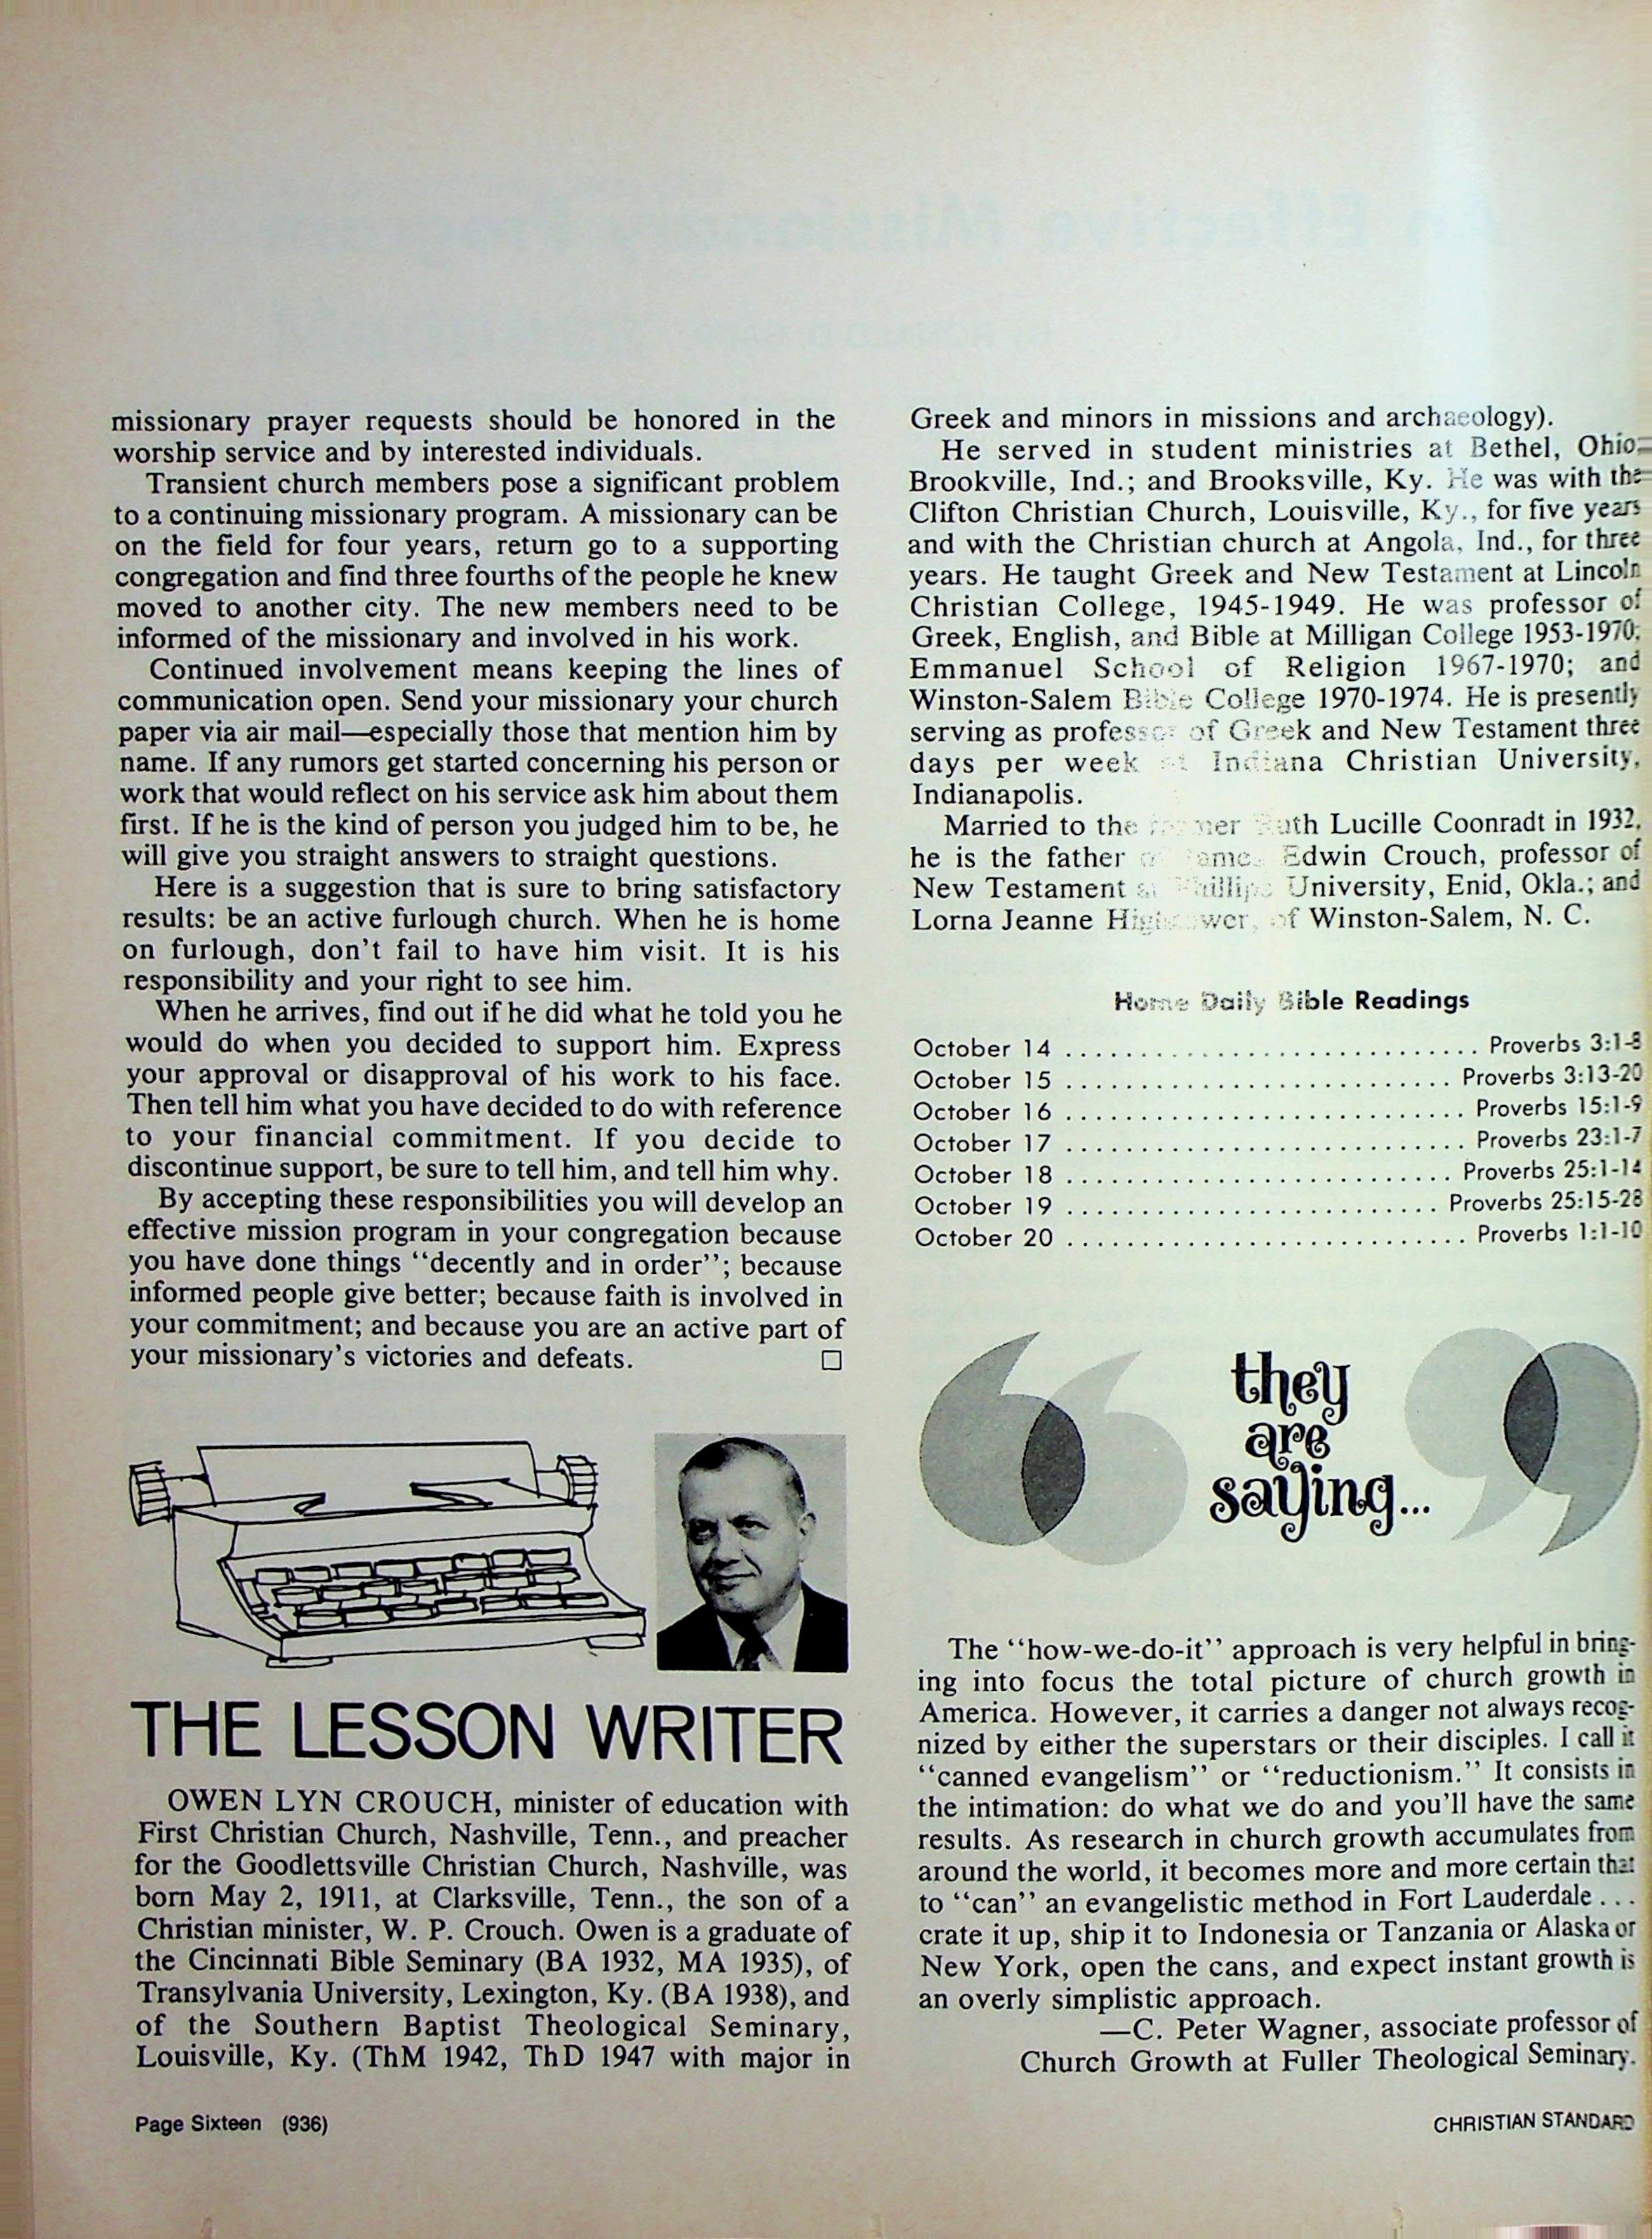 missionary prayer requests should be honored in the
worship service and by interested individuals.
Transient church members pose a significant problem
to a continuing missionary program. A missionary can be
on the field for four years, return go to a supporting
congregation and find three fourths of the people he knew
moved to another city. The new members need to be
informed of the missionary and involved in his work.
Continued involvement means keeping the lines of
communication open. Send your missionary your church
paper via air mail—especially those that mention him by
name. If any rumors get started concerning his person or
work that would reflect on his service ask him about them
first. If he is the kind of person you judged him to be, he
will give you straight answers to straight questions.
Here is a suggestion that is sure to bring satisfactory
results: be an active furlough church. When he is home
on furlough, don't fail to have him visit. It is his
responsibility and your right to see him.
When he arrives, find out if he did what he told you he
would do when you decided to support him. Express
your approval or disapproval of his work to his face.
Then tell him what you have decided to do with reference
to your financial commitment. If you decide to
discontinue support, be sure to tell him, and tell him why.
By accepting these responsibilities you will develop an
effective mission program in your congregation because
you have done things "decently and in order"; because
informed people give better; because faith is involved in
your commitment; and because you are an active part of
your missionary's victories and defeats. □
THE LESSON WRITER
OWEN LYN CROUCH, minister of education with
First Christian Church, Nashville, Tenn., and preacher
for the Goodlettsville Christian Church, Nashville, was
born May 2, 1911, at Clarksville, Tenn., the son of a
Christian minister, W. P. Crouch. Owen is a graduate of
the Cincinnati Bible Seminary (BA 1932, MA 1935), of
Transylvania University, Lexington, Ky. (BA 1938), and
of the Southern Baptist Theological Seminary,
Louisville, Ky. (ThM 1942, ThD 1947 with major in
Greek and minors in missions and archaeology).
He served in student ministries at Bethel, Ohio;
Brookville, Ind.; and Brooksville, Ky. He was with the
Clifton Christian Church, Louisville, Ky., for five years
and with the Christian church at Angola, Ind., for three
years. He taught Greek and New Testament at Lincoln
Christian College, 1945-1949. He was professor of
Greek, English, and Bible at Milligan College 1953-1970;
Emmanuel School of Religion 1967-1970; and
Winston-Salem Bible College 1970-1974. He is presently
serving as professor of Greek and New Testament three
days per week at Indiana Christian University,
Indianapolis.
Married to the former Ruth Lucille Coonradt in 1932,
he is the father of James Edwin Crouch, professor of
New Testament at Phillips University, Enid, Okla.; and
Lorna Jeanne Hightower, of Winston-Salem, N. C.
Home Daily Bible Readings
October 14 ............................ Proverbs 3:1-8
October 15 ............................ Proverbs 3:13-20
October 16 ............................ Proverbs 15:1-9
October 17 ............................ Proverbs 23:1-7
October 18 ............................ Proverbs 25:1-14
October 19 ............................ Proverbs 25:15-28
October 20 ............................ Proverbs 1:1-10
they
are
saying...
The "how-we-do-it" approach is very helpful in bring-
ing into focus the total picture of church growth in
America. However, it carries a danger not always recog-
nized by either the superstars or their disciples. I call it
"canned evangelism" or "reductionism." It consists in
the intimation: do what we do and you'll have the same
results. As research in church growth accumulates from
around the world, it becomes more and more certain that
to "can" an evangelistic method in Fort Lauderdale . . .
crate it up, ship it to Indonesia or Tanzania or Alaska or
New York, open the cans, and expect instant growth is
an overly simplistic approach.
—C. Peter Wagner, associate professor of
Church Growth at Fuller Theological Seminary.
Page Sixteen (936)
CHRISTIAN STANDARD